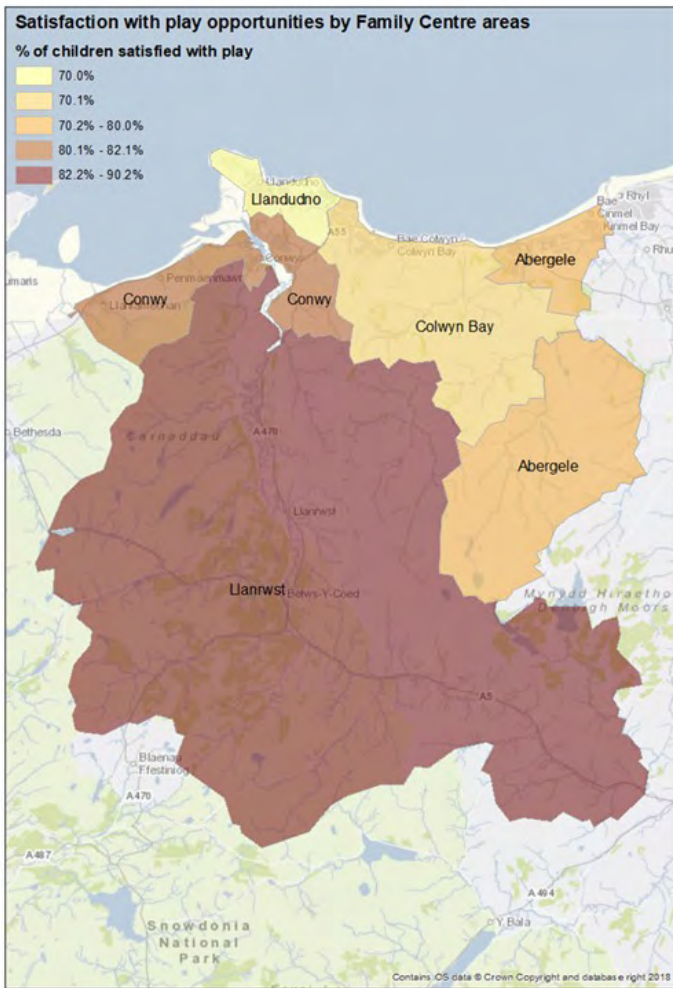 Satisfaction with play opportunities by Family Centre areas
% of children satisfied with play
70.0%
70.1%
70.2% - 80.0%
80.1% - 82.1%
82.2% - 90.2%
Llandudno
Llandudno
Rhyl
Bae
Cinmel
Kinmel Bay
A55
Bae Colwyn
Colwyn Bay
Abergele
Conwy
Penmaenmawr
Conwy
Conwy
Llanfairfechan
Colwyn Bay
Bethesda
Carneddau
A470
Abergele
Llanrwst
Llanrwst
Betws-Y-Coed
Mynydd Hiraethog
Denbigh Moors
A5
Blaenau
Ffestiniog
A470
A487
A494
Y Bala
Snowdonia
National
Park
Contains OS data © Crown Copyright and database right 2018